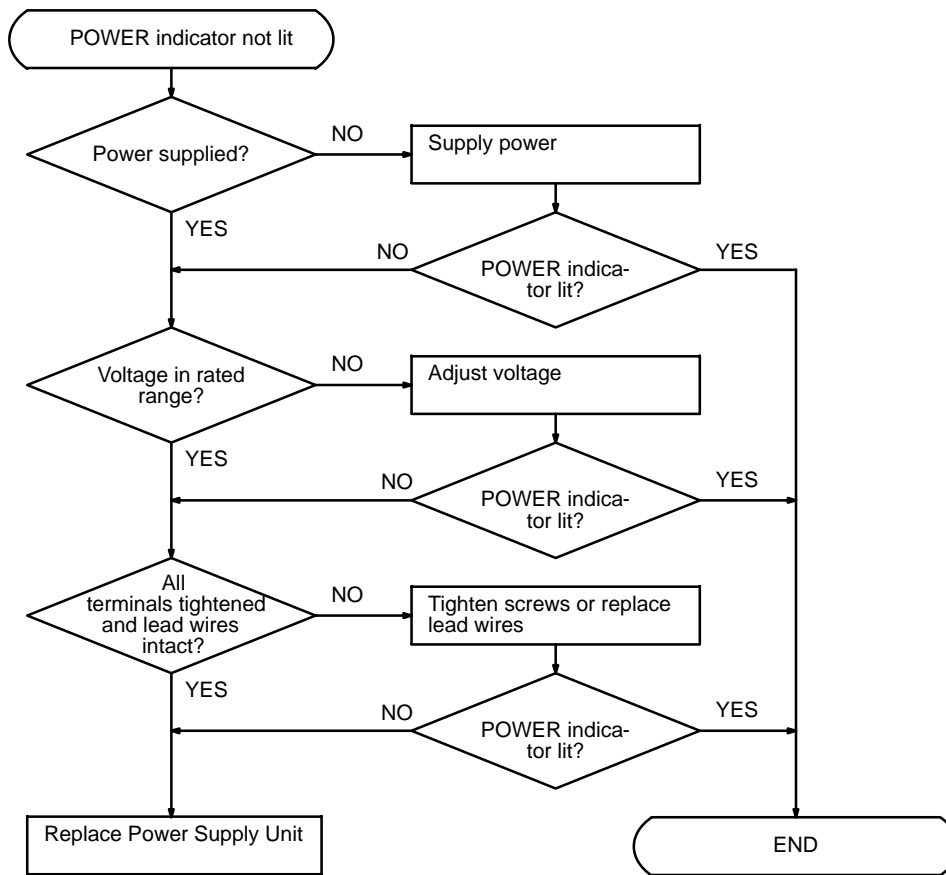 POWER indicator not lit
Power supplied?
NO
Supply power
YES
NO
POWER indica-
tor lit?
YES
Voltage in rated
range?
NO
Adjust voltage
YES
NO
POWER indica-
tor lit?
YES
All
terminals tightened
and lead wires
intact?
NO
Tighten screws or replace
lead wires
YES
NO
POWER indica-
tor lit?
YES
Replace Power Supply Unit
END